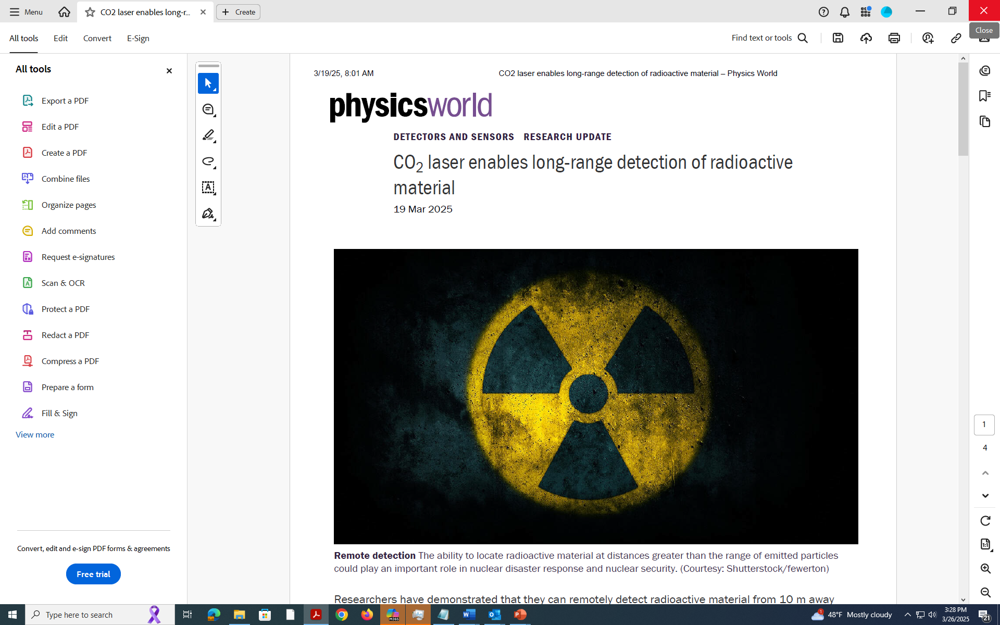 Menu
CO2 laser enables long-r...
Create
Close
All tools
Edit
Convert
E-Sign
Find text or tools
All tools
Export a PDF
Edit a PDF
Create a PDF
Combine files
Organize pages
Add comments
Request e-signatures
Scan & OCR
Protect a PDF
Redact a PDF
Compress a PDF
Prepare a form
Fill & Sign
View more
Convert, edit and e-sign PDF forms & agreements
Free trial
3/19/25, 8:01 AM
CO2 laser enables long-range detection of radioactive material – Physics World
physicsworld
DETECTORS AND SENSORS RESEARCH UPDATE
CO₂ laser enables long-range detection of radioactive
material
19 Mar 2025
Remote detection The ability to locate radioactive material at distances greater than the range of emitted particles
could play an important role in nuclear disaster response and nuclear security. (Courtesy: Shutterstock/fewerton)
Researchers have demonstrated that they can remotely detect radioactive material from 10 m away
1
4
1:1
Type here to search
M365
1
48°F Mostly cloudy
3:28 PM
3/26/2025
21